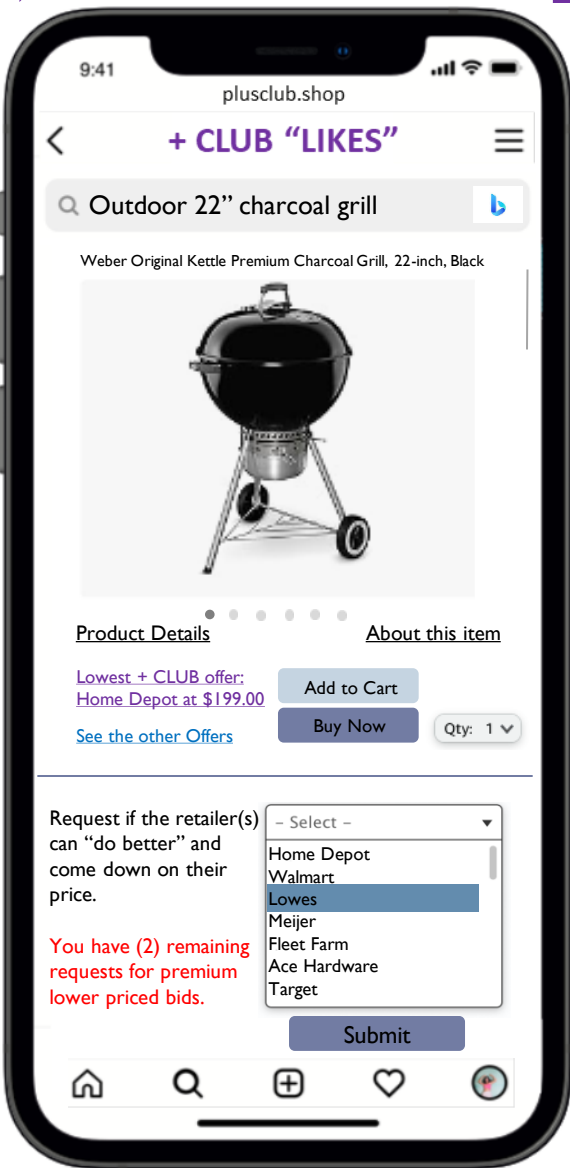 9:41
plusclub.shop
+ CLUB “LIKES”
Outdoor 22” charcoal grill
Weber Original Kettle Premium Charcoal Grill, 22-inch, Black
Product Details
About this item
Lowest + CLUB offer:
Home Depot at $199.00
See the other Offers
Add to Cart
Buy Now
Qty: 1
Request if the retailer(s)
can “do better” and
come down on their
price.
You have (2) remaining
requests for premium
lower priced bids.
– Select –
Home Depot
Walmart
Lowes
Meijer
Fleet Farm
Ace Hardware
Target
Submit